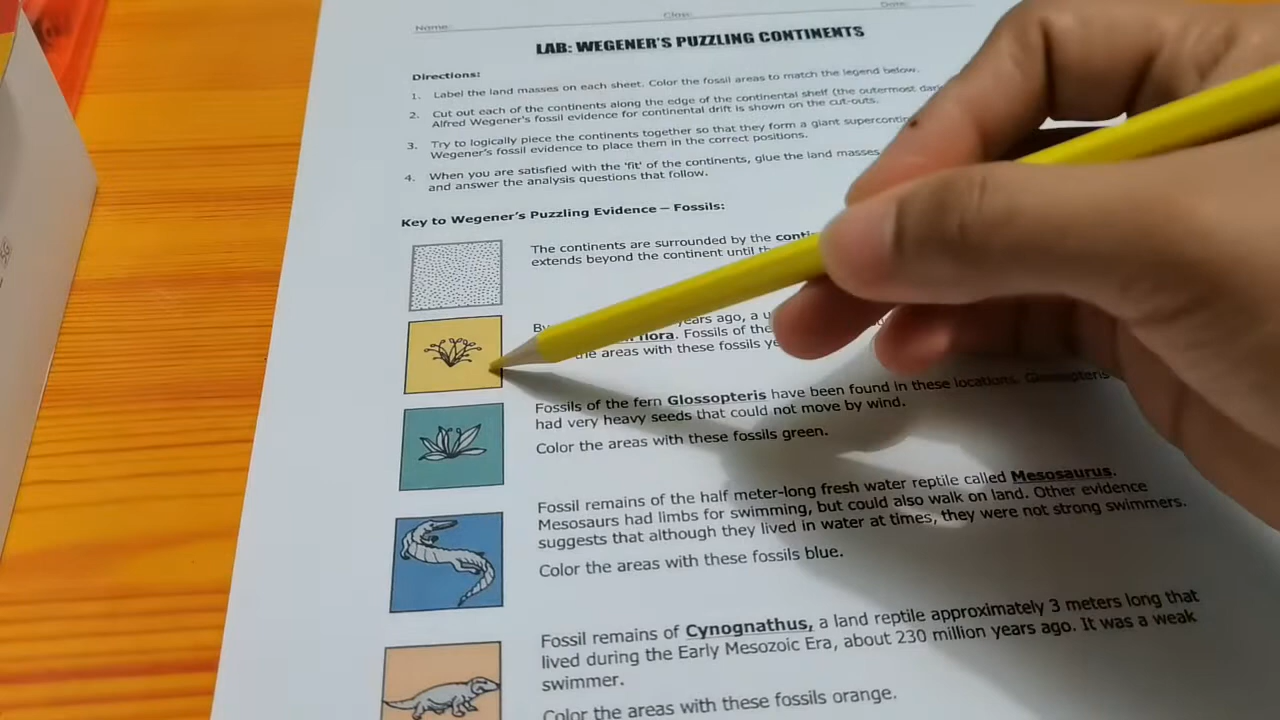 Name: Class: Date:
LAB: WEGENER'S PUZZLING CONTINENTS
Directions:
1. Label the land masses on each sheet. Color the fossil areas to match the legend below.
2. Cut out each of the continents along the edge of the continental shelf (the outermost
Alfred Wegener's fossil evidence for continental drift is shown on the cut-outs.
3. Try to logically piece the continents together so that they form a giant
Wegener's fossil evidence to place them in the correct positions.
4. When you are satisfied with the 'fit' of the continents, glue the land masses
and answer the analysis questions that follow.
Key to Wegener's Puzzling Evidence – Fossils:
The continents are surrounded by the
extends beyond the continent until
years ago, a
flora. Fossils of the
the areas with these fossils
Fossils of the fern Glossopteris have been found in these locations. Glossopteris
had very heavy seeds that could not move by wind.
Color the areas with these fossils green.
Fossil remains of the half meter-long fresh water reptile called Mesosaurus.
Mesosaurs had limbs for swimming, but could also walk on land. Other evidence
suggests that although they lived in water at times, they were not strong swimmers.
Color the areas with these fossils blue.
Fossil remains of Cynognathus, a land reptile approximately 3 meters long that
lived during the Early Mesozoic Era, about 230 million years ago. It was a weak
swimmer.
Color the areas with these fossils orange.